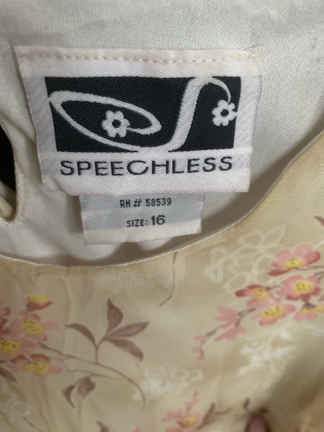 SPEECHLESS
RN # 58539
SIZE: 16